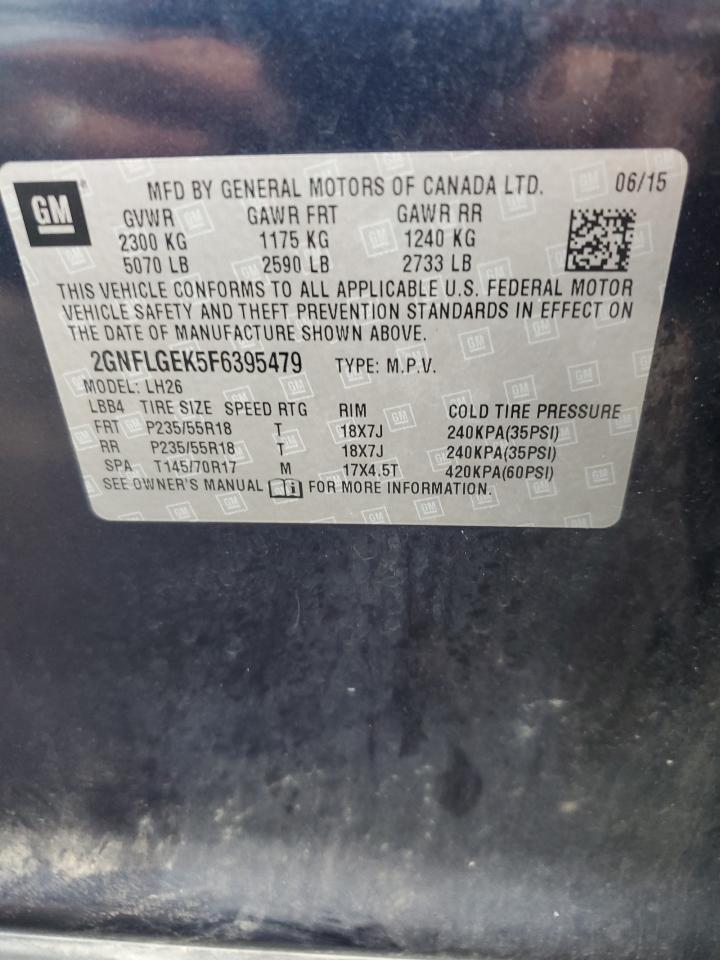 GM
MFD BY GENERAL MOTORS OF CANADA LTD. 06/15
GVWR GAWR FRT GAWR RR
2300 KG 1175 KG 1240 KG
5070 LB 2590 LB 2733 LB
THIS VEHICLE CONFORMS TO ALL APPLICABLE U.S. FEDERAL MOTOR
VEHICLE SAFETY AND THEFT PREVENTION STANDARDS IN EFFECT ON
THE DATE OF MANUFACTURE SHOWN ABOVE.
2GNFLGEK5F6395479 TYPE: M.P.V.
MODEL: LH26
LBB4 TIRE SIZE SPEED RTG RIM COLD TIRE PRESSURE
FRT P235/55R18 T 18X7J 240KPA(35PSI)
RR P235/55R18 T 18X7J 240KPA(35PSI)
SPA T145/70R17 M 17X4.5T 420KPA(60PSI)
SEE OWNER'S MANUAL FOR MORE INFORMATION.